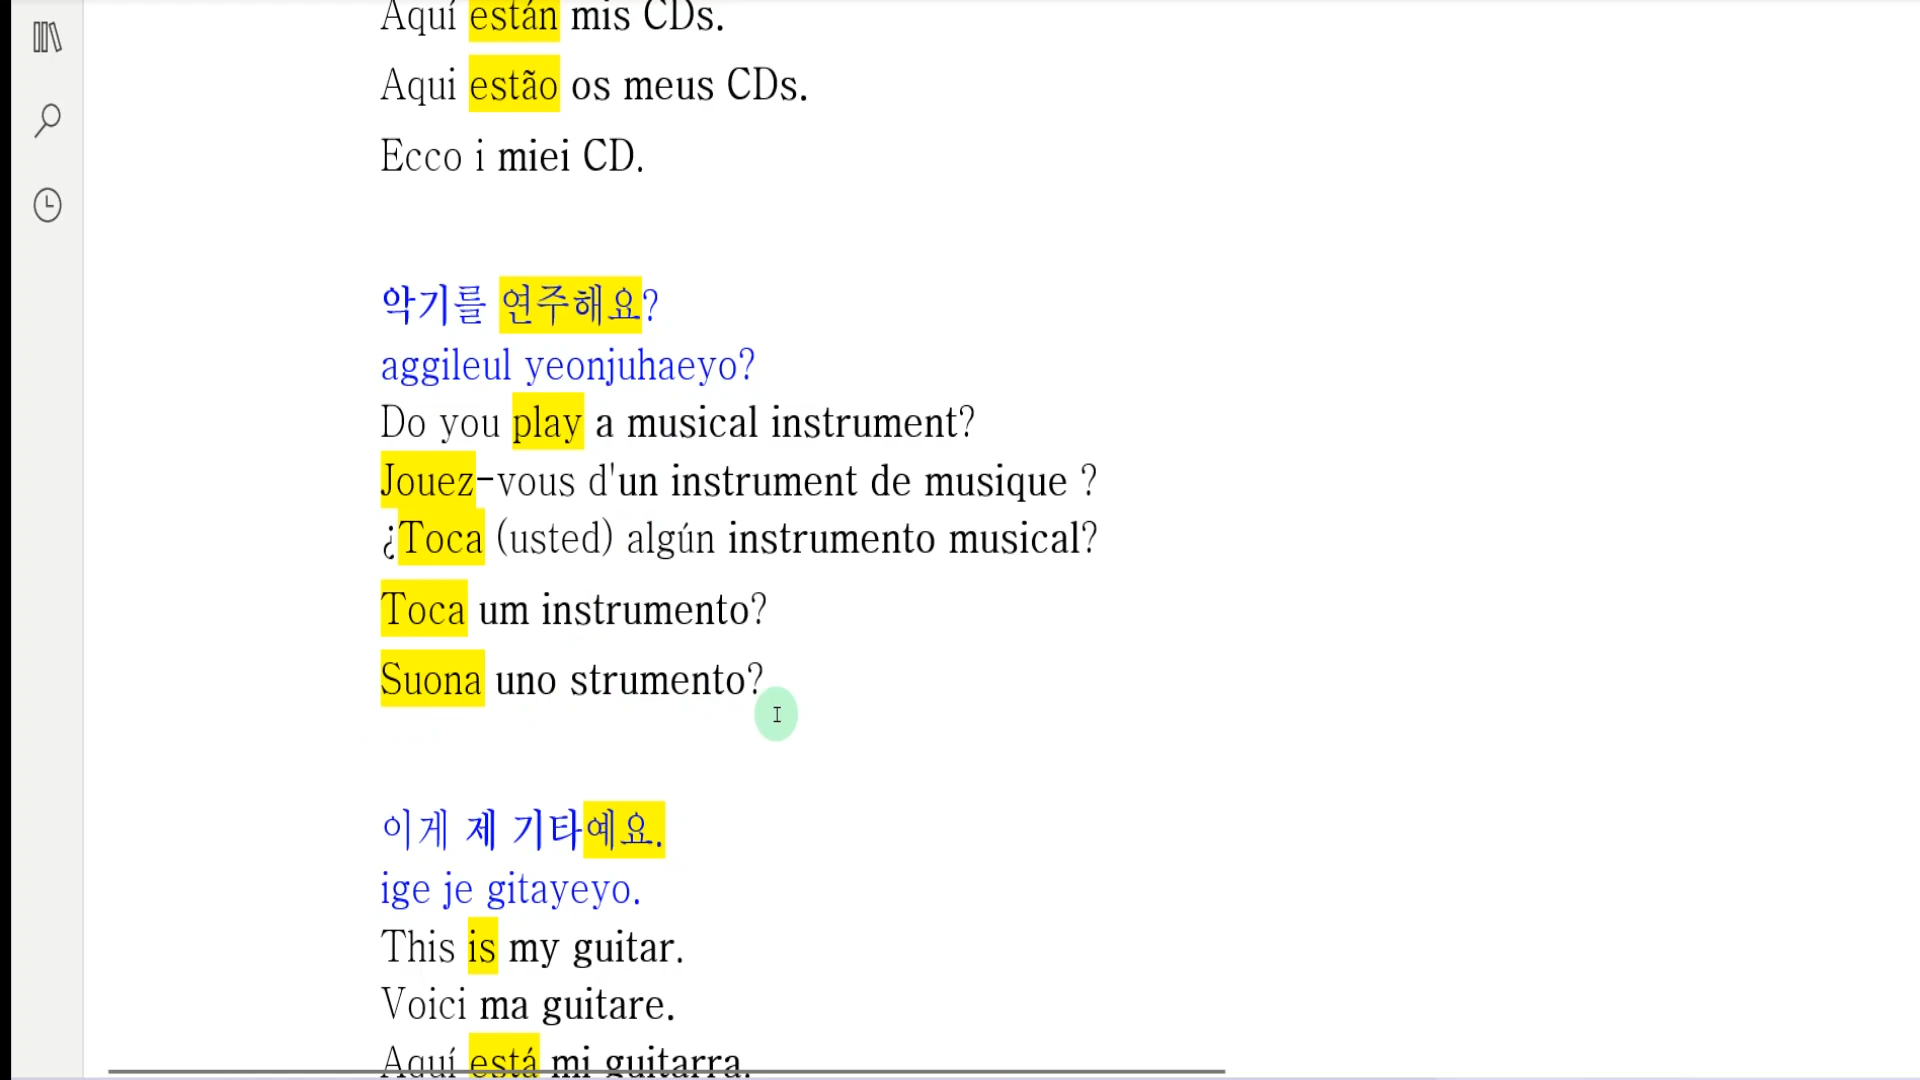 Aquí están mis CDs.
Aqui estão os meus CDs.
Ecco i miei CD.
악기를 연주해요?
aggileul yeonjuhaeyo?
Do you play a musical instrument?
Jouez-vous d'un instrument de musique ?
¿Toca (usted) algún instrumento musical?
Toca um instrumento?
Suona uno strumento?
이게 제 기타예요.
ige je gitayeyo.
This is my guitar.
Voici ma guitare.
Aquí está mi guitarra.